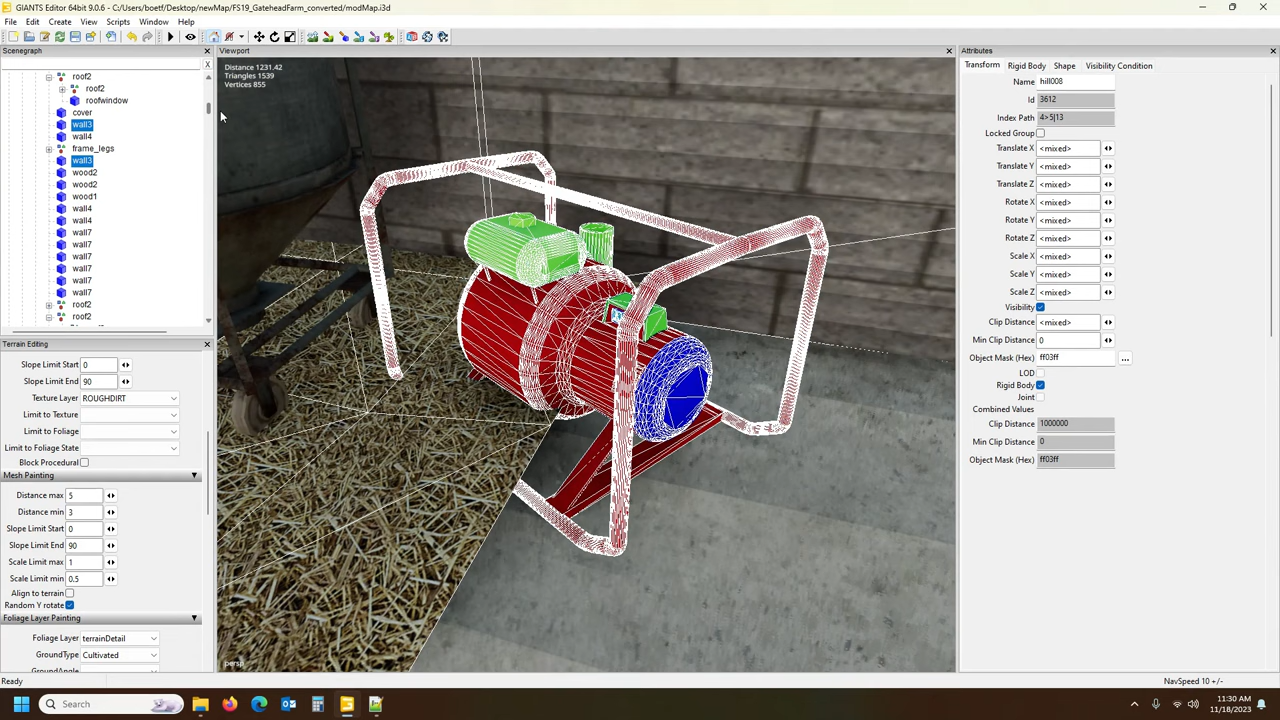 GIANTS Editor 64bit 9.0.6 - C:/Users/boetf/Desktop/newMap/FS19_GateheadFarm_converted/modMap.i3d
File Edit Create View Scripts Window Help
Scenegraph
roof2
roof2
roofwindow
cover
wall3
wall4
frame_legs
wall3
wood2
wood2
wood1
wall4
wall4
wall7
wall7
wall7
wall7
wall7
wall7
roof2
roof2
Terrain Editing
Slope Limit Start 0
Slope Limit End 90
Texture Layer ROUGHDIRT
Limit to Texture
Limit to Foliage
Limit to Foliage State
Block Procedural
Mesh Painting
Distance max 5
Distance min 3
Slope Limit Start 0
Slope Limit End 90
Scale Limit max 1
Scale Limit min 0.5
Align to terrain
Random Y rotate
Foliage Layer Painting
Foliage Layer terrainDetail
GroundType Cultivated
GroundAngle
Viewport
Distance 1231.42
Triangles 1539
Vertices 855
persp
Attributes
Transform Rigid Body Shape Visibility Condition
Name hill008
Id 3612
Index Path 4>5|13
Locked Group
Translate X <mixed>
Translate Y <mixed>
Translate Z <mixed>
Rotate X <mixed>
Rotate Y <mixed>
Rotate Z <mixed>
Scale X <mixed>
Scale Y <mixed>
Scale Z <mixed>
Visibility
Clip Distance <mixed>
Min Clip Distance 0
Object Mask (Hex) ff03ff ...
LOD
Rigid Body
Joint
Combined Values
Clip Distance 1000000
Min Clip Distance 0
Object Mask (Hex) ff03ff
Ready
NavSpeed 10 +/-
Search
11:30 AM
11/18/2023